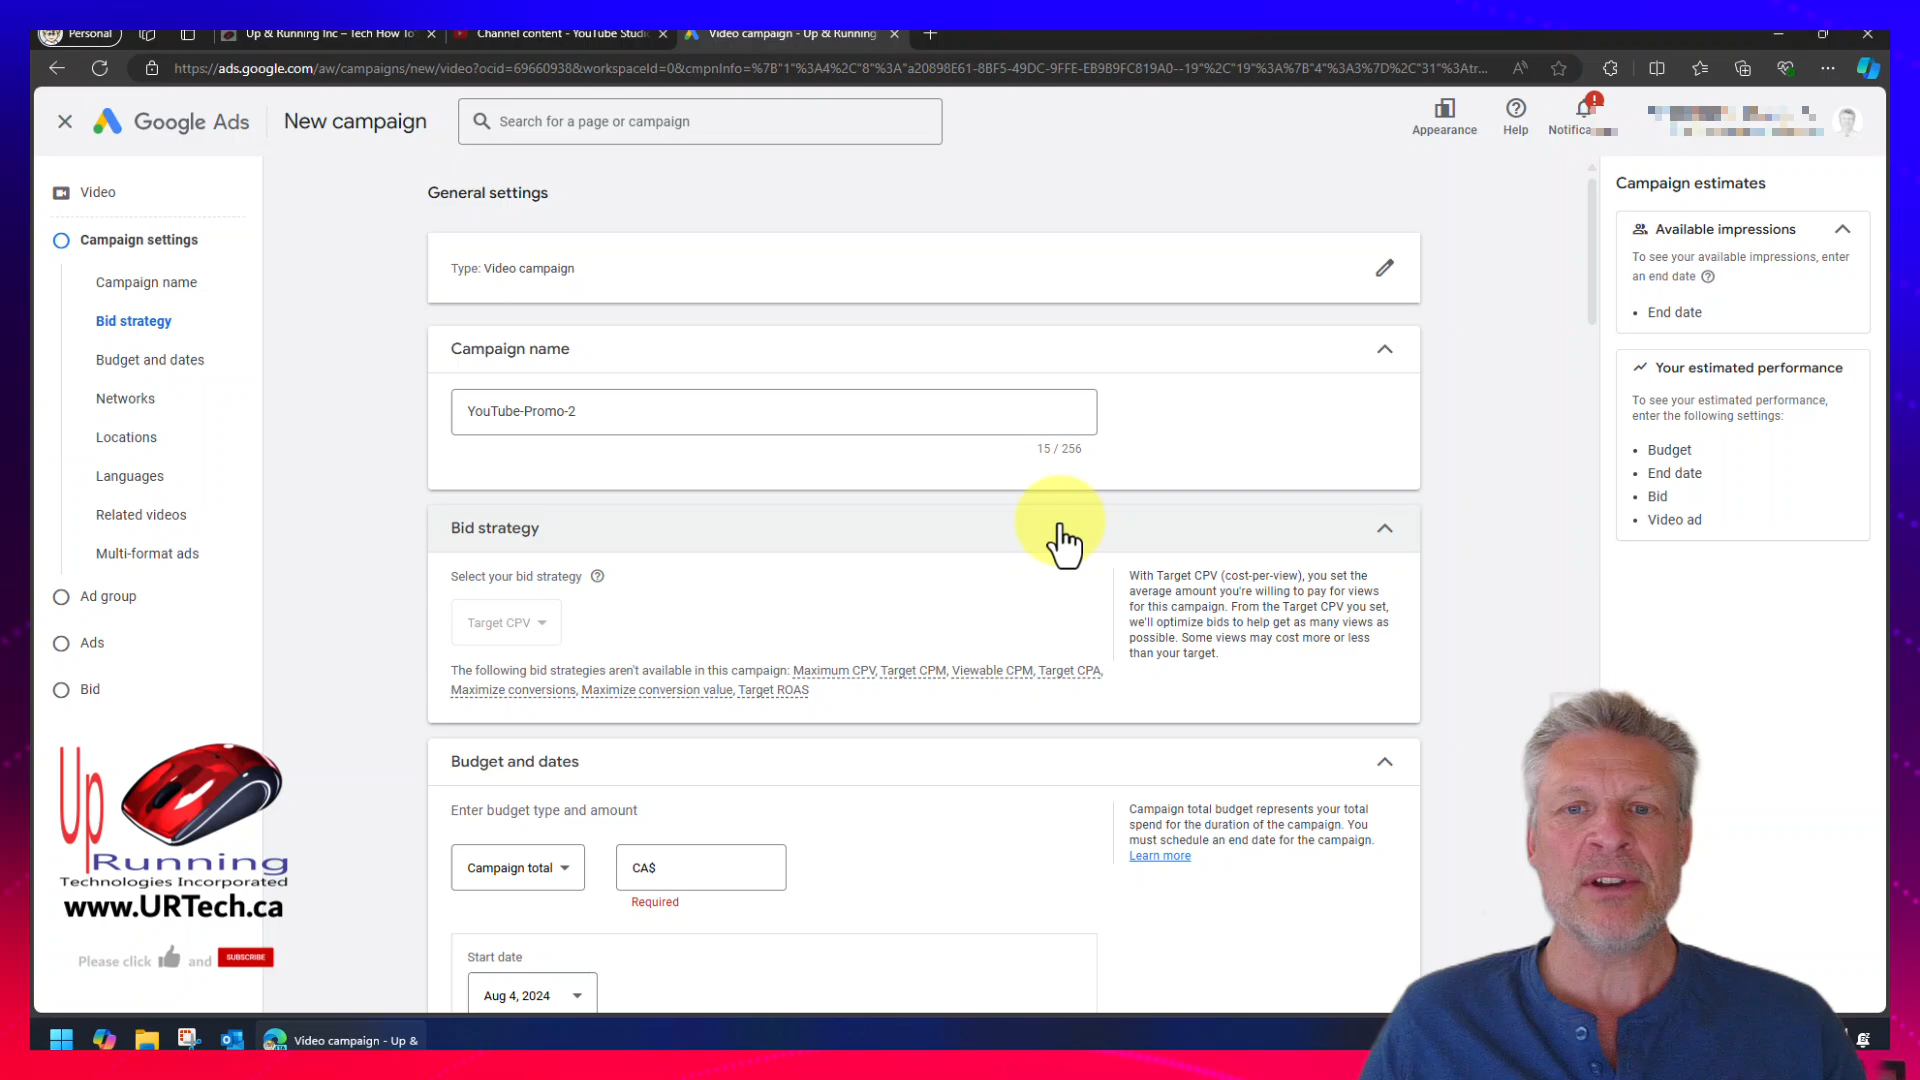 Personal
Up & Running Inc – Tech How To
Channel content - YouTube Studi
Video campaign - Up & Running
https://ads.google.com/aw/campaigns/new/video?ocid=69660938&workspaceId=0&cmpnInfo=%7B"1"%3A4%2C"8"%3A"a20898E61-8BF5-49DC-9FFE-EB9B9FC819A0--19"%2C"19"%3A%7B"4"%3A3%7D%2C"31"%3Atr...
Google Ads
New campaign
Search for a page or campaign
Appearance
Help
Notifica
Video
Campaign settings
Campaign name
Bid strategy
Budget and dates
Networks
Locations
Languages
Related videos
Multi-format ads
Ad group
Ads
Bid
General settings
Type: Video campaign
Campaign name
YouTube-Promo-2
15 / 256
Bid strategy
Select your bid strategy
Target CPV
The following bid strategies aren't available in this campaign: Maximum CPV, Target CPM, Viewable CPM, Target CPA,
Maximize conversions, Maximize conversion value, Target ROAS
With Target CPV (cost-per-view), you set the
average amount you're willing to pay for views
for this campaign. From the Target CPV you set,
we'll optimize bids to help get as many views as
possible. Some views may cost more or less
than your target.
Budget and dates
Enter budget type and amount
Campaign total
CA$
Required
Campaign total budget represents your total
spend for the duration of the campaign. You
must schedule an end date for the campaign.
Learn more
Start date
Aug 4, 2024
Campaign estimates
Available impressions
To see your available impressions, enter
an end date
• End date
Your estimated performance
To see your estimated performance,
enter the following settings:
• Budget
• End date
• Bid
• Video ad
Up
Running
Technologies Incorporated
www.URTech.ca
Please click and SUBSCRIBE
Video campaign - Up &